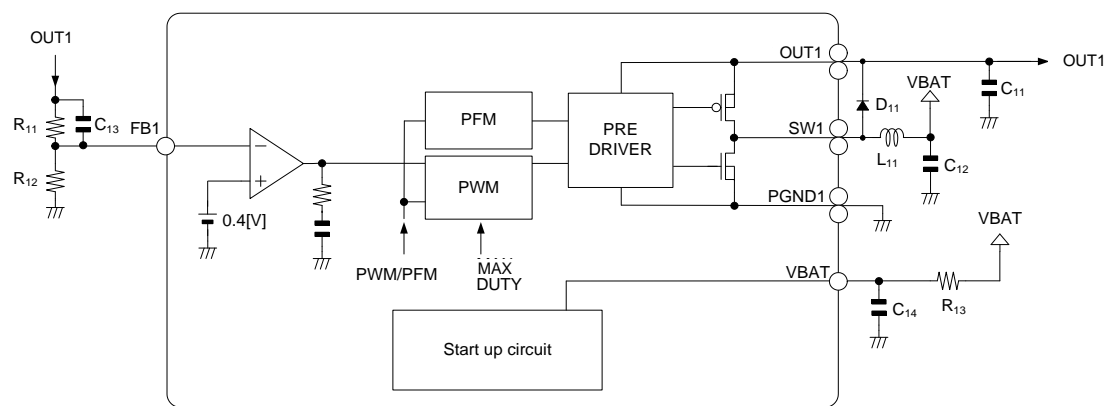 OUT1
OUT1
OUT1
VBAT
R11
C13
FB1
PFM
PRE
DRIVER
D11
C11
SW1
PWM
L11
C12
R12
PGND1
0.4[V]
VBAT
PWM/PFM
MAX
DUTY
VBAT
C14
R13
Start up circuit